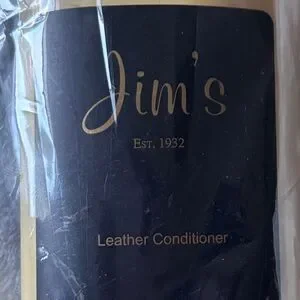 Jim's
EST. 1932
Leather Conditioner